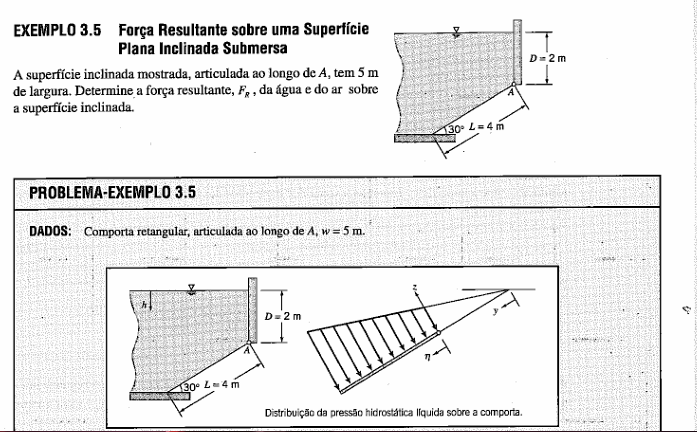 EXEMPLO 3.5 Força Resultante sobre uma Superfície
Plana Inclinada Submersa
A superfície inclinada mostrada, articulada ao longo de A, tem 5 m
de largura. Determine a força resultante, F_R, da água e do ar sobre
a superfície inclinada.
D = 2 m
A
30° L = 4 m
PROBLEMA-EXEMPLO 3.5
DADOS: Comporta retangular, articulada ao longo de A, w = 5 m.
h
D = 2 m
A
30° L = 4 m
z
y
η
Distribuição da pressão hidrostática líquida sobre a comporta.